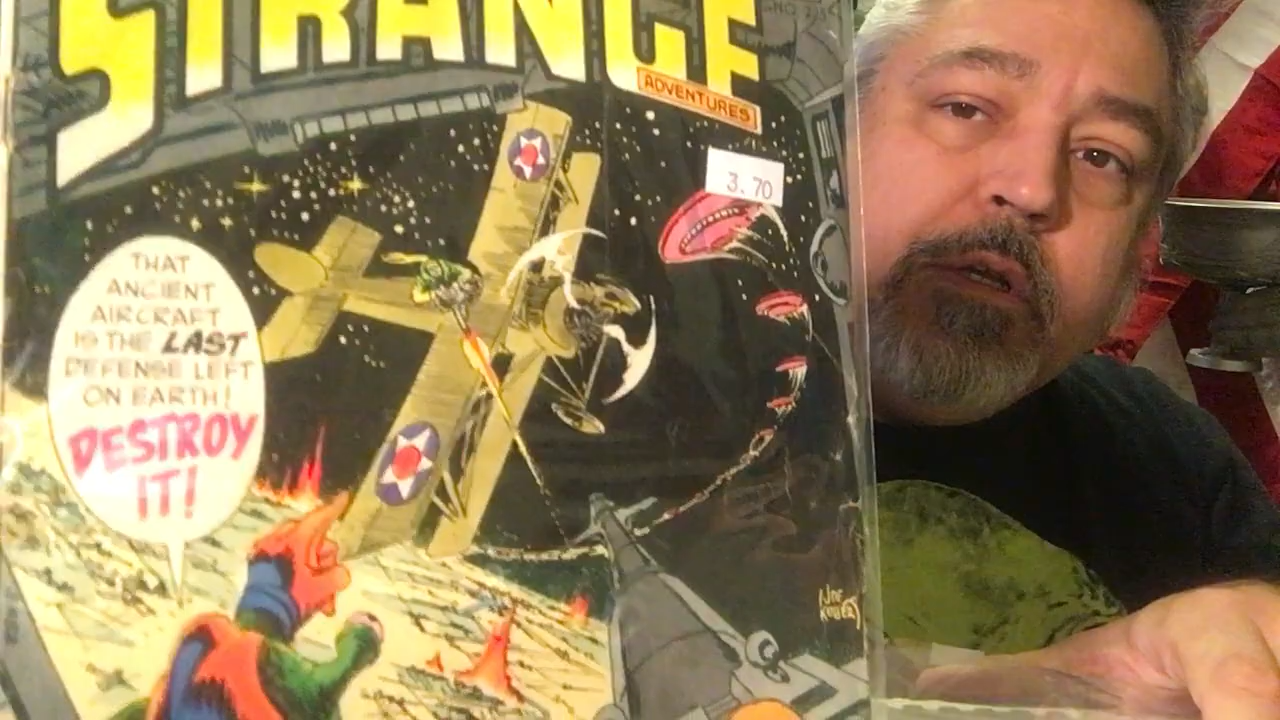 STRANGE
ADVENTURES
3.70
THAT
ANCIENT
AIRCRAFT
IS THE LAST
DEFENSE LEFT
ON EARTH!
DESTROY
IT!
JOE
KUBERT